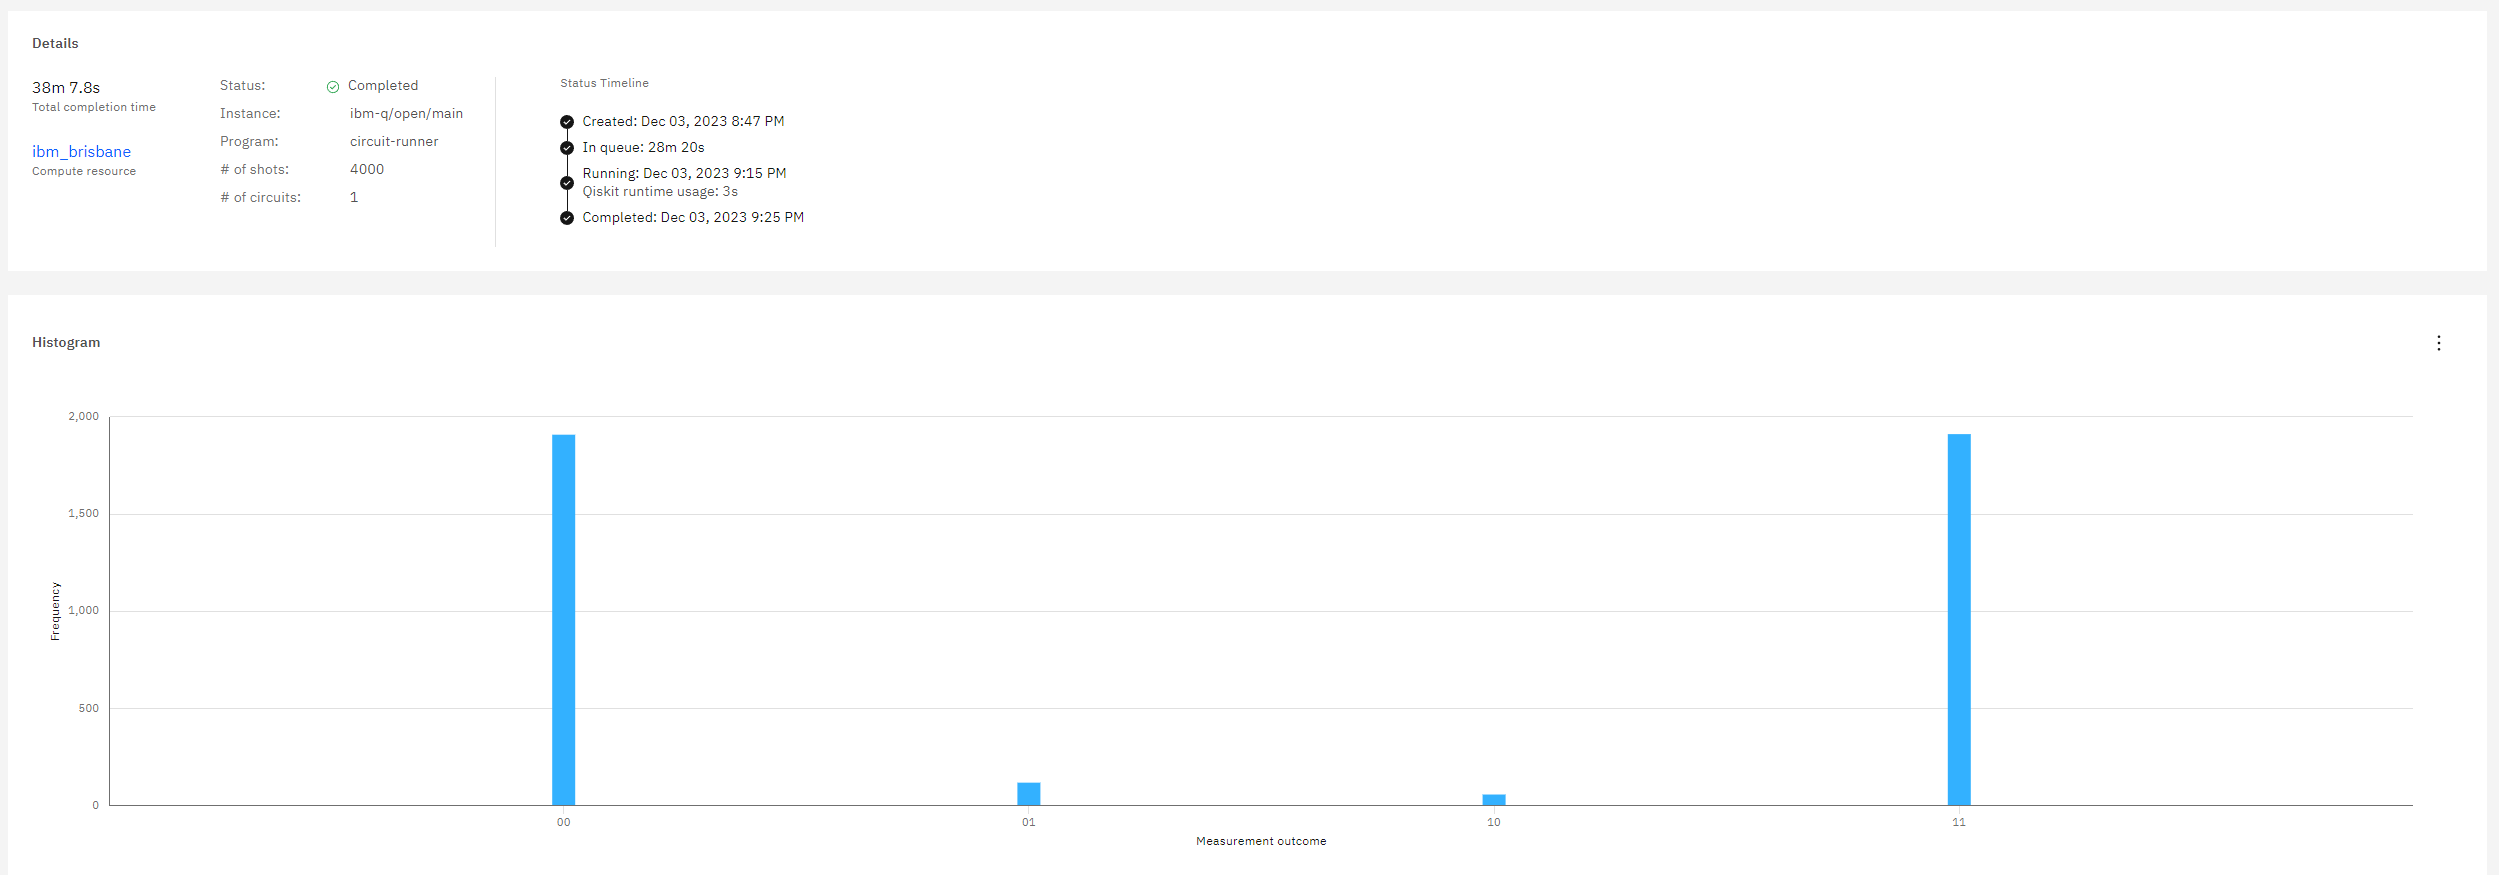 Details
38m 7.8s
Total completion time
ibm_brisbane
Compute resource
Status: Completed
Instance: ibm-q/open/main
Program: circuit-runner
# of shots: 4000
# of circuits: 1
Status Timeline
Created: Dec 03, 2023 8:47 PM
In queue: 28m 20s
Running: Dec 03, 2023 9:15 PM
Qiskit runtime usage: 3s
Completed: Dec 03, 2023 9:25 PM
Histogram
2,000
1,500
1,000
500
0
Frequency
00 01 10 11
Measurement outcome